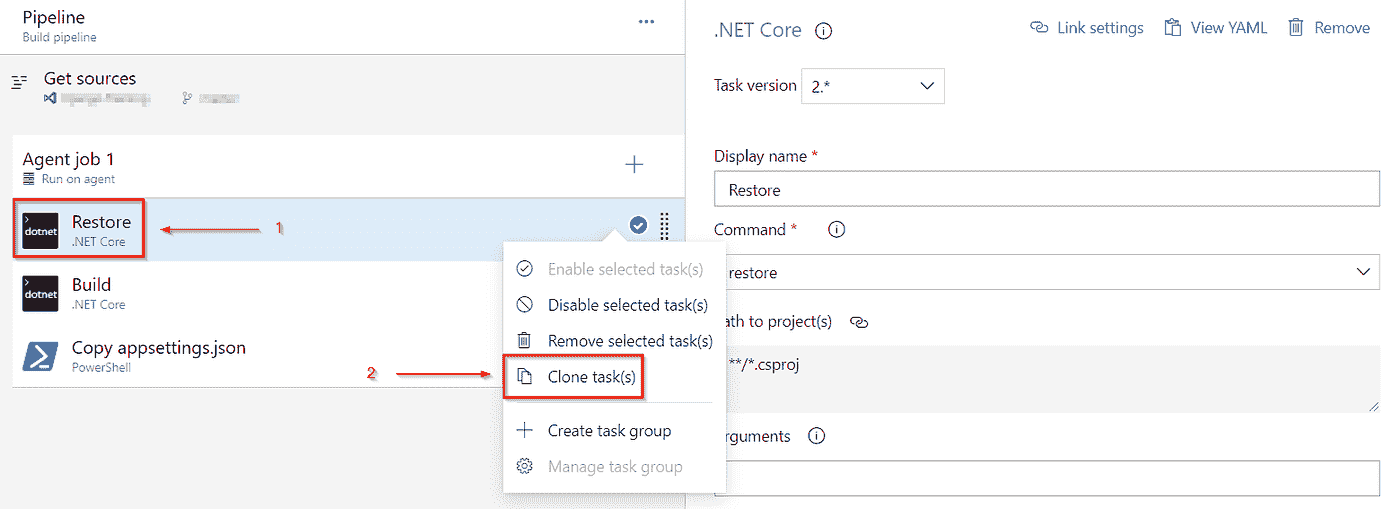 Pipeline
Build pipeline
Get sources
Agent job 1
Run on agent
dotnet
Restore
.NET Core
1
dotnet
Build
.NET Core
Copy appsettings.json
PowerShell
2
Enable selected task(s)
Disable selected task(s)
Remove selected task(s)
Clone task(s)
Create task group
Manage task group
.NET Core
Link settings
View YAML
Remove
Task version
2.*
Display name *
Restore
Command *
restore
ath to project(s)
**/*.csproj
rguments